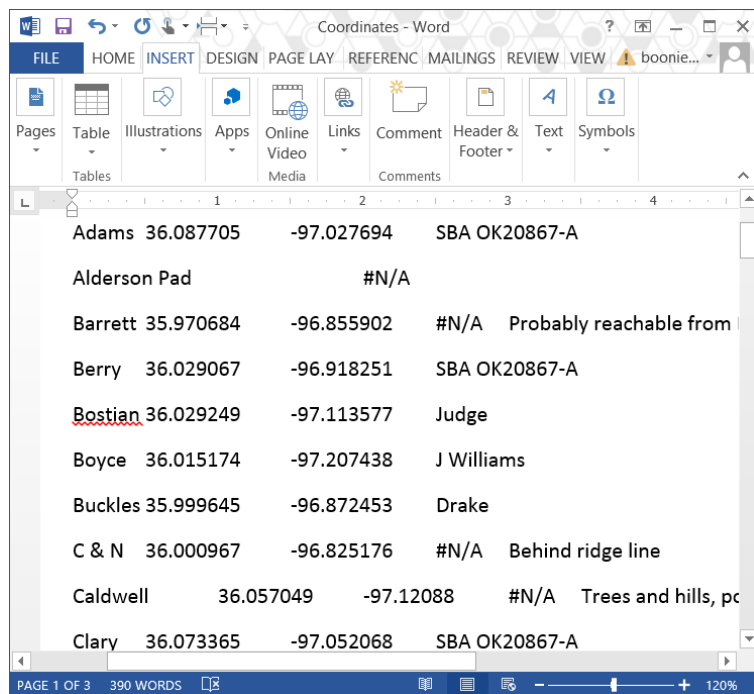 Coordinates - Word
FILE HOME INSERT DESIGN PAGE LAY REFERENC MAILINGS REVIEW VIEW boonie...
Pages Table Illustrations Apps Online Video Links Comment Header & Footer Text Symbols
Tables Media Comments
1 2 3 4
Adams 36.087705 -97.027694 SBA OK20867-A
Alderson Pad #N/A
Barrett 35.970684 -96.855902 #N/A Probably reachable from
Berry 36.029067 -96.918251 SBA OK20867-A
Bostian 36.029249 -97.113577 Judge
Boyce 36.015174 -97.207438 J Williams
Buckles 35.999645 -96.872453 Drake
C & N 36.000967 -96.825176 #N/A Behind ridge line
Caldwell 36.057049 -97.12088 #N/A Trees and hills, po
Clary 36.073365 -97.052068 SBA OK20867-A
PAGE 1 OF 3 390 WORDS 120%